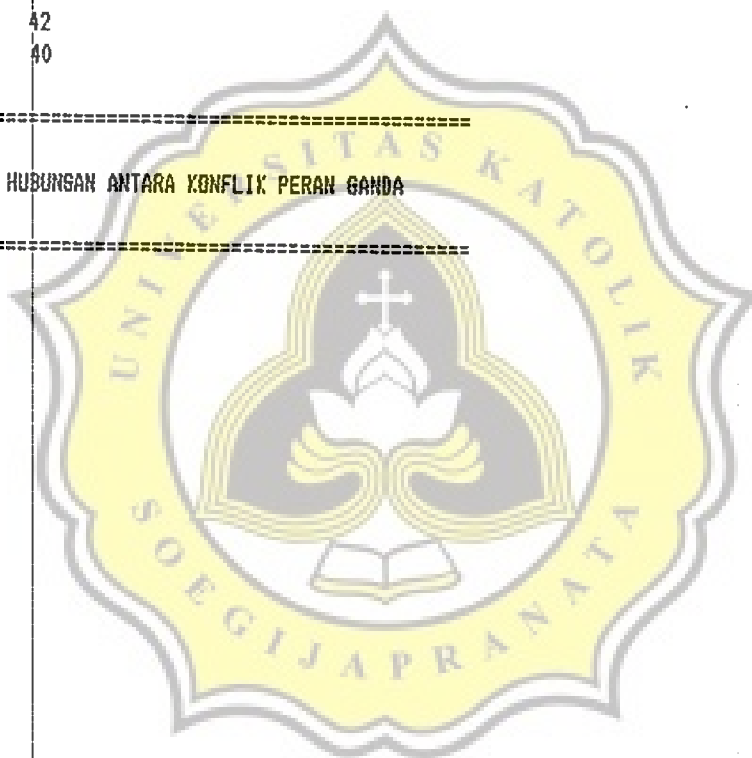 42
40
=============================================
HUBUNGAN ANTARA KONFLIK PERAN GANDA
=============================================
UNIVERSITAS KATOLIK
SOEGIJAPRANATA